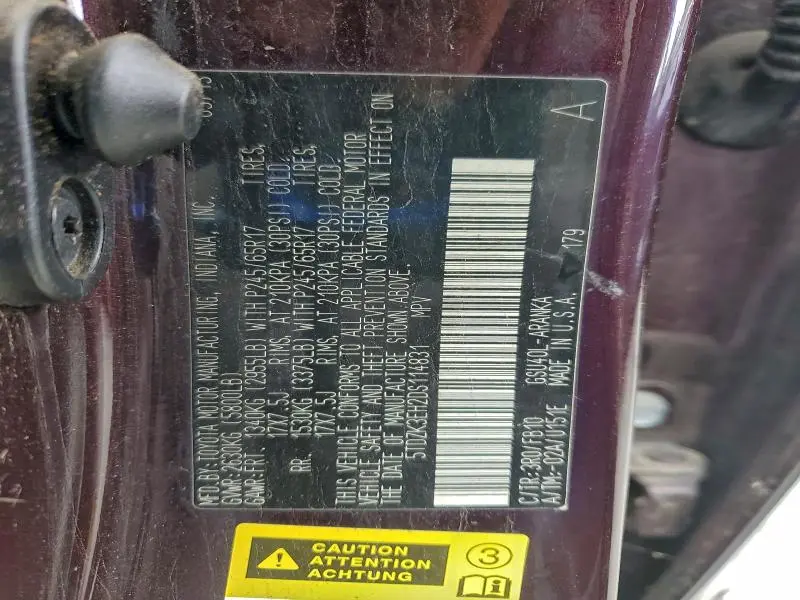 MFD.BY:TOYOTA MOTOR MANUFACTURING, INDIANA, INC.
GVWR-2630KG (5800LB)
GAWR-FRT 1340KG (2955LB) WITH P245/65R17 TIRES,
17X7.5J RIMS, AT 210KPA (30PSI) COLD,
RR 1530KG (3375LB) WITH P245/65R17 TIRES,
17X7.5J RIMS, AT 210KPA (30PSI) COLD.
THIS VEHICLE CONFORMS TO ALL APPLICABLE FEDERAL MOTOR
VEHICLE SAFETY AND THEFT PREVENTION STANDARDS IN EFFECT ON
THE DATE OF MANUFACTURE SHOWN ABOVE.
5TDZK3EH2DS114831 MPV
C/TR:3R0/FB10 GSU40L-ARANKA
A/TM:-02A/U151E MADE IN U.S.A. 179
A
CAUTION
ATTENTION
ACHTUNG
3
i